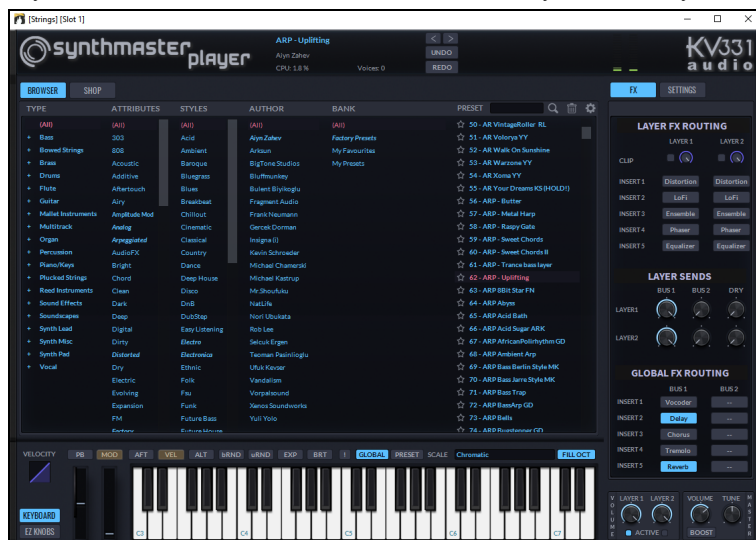 [Strings] [Slot 1]
synthmaster player
ARP - Uplifting
Aiyn Zahev
CPU: 1.8 %
Voices: 0
< >
UNDO
REDO
KV331 audio
BROWSER SHOP
TYPE ATTRIBUTES STYLES AUTHOR BANK PRESET
(All) (All) (All) (All) (All) 50 - AR VintageRoller RL
+ Bass 303 Acid Aiyn Zahev Factory Presets 51 - AR Volorya YY
+ Bowed Strings 808 Ambient Arksun My Favourites 52 - AR Walk On Sunshine
+ Brass Acoustic Baroque BigTone Studios My Presets 53 - AR Warzone YY
+ Drums Additive Bluegrass Bluffmunkey 54 - AR Xoma YY
+ Flute Aftertouch Blues Bulent Biyikoglu 55 - AR Your Dreams KS (HOLD!)
+ Guitar Airy Breakbeat Fragment Audio 56 - ARP - Butter
+ Mallet Instruments Amplitude Mod Chillout Frank Neumann 57 - ARP - Metal Harp
+ Multitrack Analog Cinematic Gercek Dorman 58 - ARP - Raspy Gate
+ Organ Arpeggiated Classical Insigna (i) 59 - ARP - Sweet Chords
+ Percussion AudioFX Country Kevin Schroeder 60 - ARP - Sweet Chords II
+ Piano/Keys Bright Dance Michael Chamerski 61 - ARP - Trance bass layer
+ Plucked Strings Chord Deep House Michael Kastrup 62 - ARP - Uplifting
+ Reed Instruments Clean Disco Mr.Shoufuku 63 - ARP 8Bit Star FN
+ Sound Effects Dark DnB NatLife 64 - ARP Abyss
+ Soundscapes Deep DubStep Nori Ubukata 65 - ARP Acid Bath
+ Synth Lead Digital Easy Listening Rob Lee 66 - ARP Acid Sugar ARK
+ Synth Misc Dirty Electro Selcuk Ergen 67 - ARP AfricanPolirhythm GD
+ Synth Pad Distorted Electronica Teoman Pasinlioglu 68 - ARP Ambient Arp
+ Vocal Dry Ethnic Ufuk Kevser 69 - ARP Bass Berlin Style MK
Electric Folk Vandalism 70 - ARP Bass Jarre Style MK
Evolving Fsu Vorpalsound 71 - ARP Bass Trap
Expansion Funk Xenos Soundworks 72 - ARP BassArp GD
FM Future Bass Yuli Yolo 73 - ARP Bells
Factory Future House 74 - ARP Bugstepper GD
FX SETTINGS
LAYER FX ROUTING
LAYER 1 LAYER 2
CLIP
INSERT 1 Distortion Distortion
INSERT 2 LoFi LoFi
INSERT 3 Ensemble Ensemble
INSERT 4 Phaser Phaser
INSERT 5 Equalizer Equalizer
LAYER SENDS
BUS 1 BUS 2 DRY
LAYER1
LAYER2
GLOBAL FX ROUTING
BUS 1 BUS 2
INSERT 1 Vocoder --
INSERT 2 Delay --
INSERT 3 Chorus --
INSERT 4 Tremolo --
INSERT 5 Reverb --
VELOCITY PB MOD AFT VEL ALT bRND uRND EXP BRT ! GLOBAL PRESET SCALE Chromatic FILL OCT
KEYBOARD
EZ KNOBS
C3 C4 C5 C6 C7
VOLUME LAYER 1 LAYER 2 VOLUME TUNE MASTER
ACTIVE BOOST